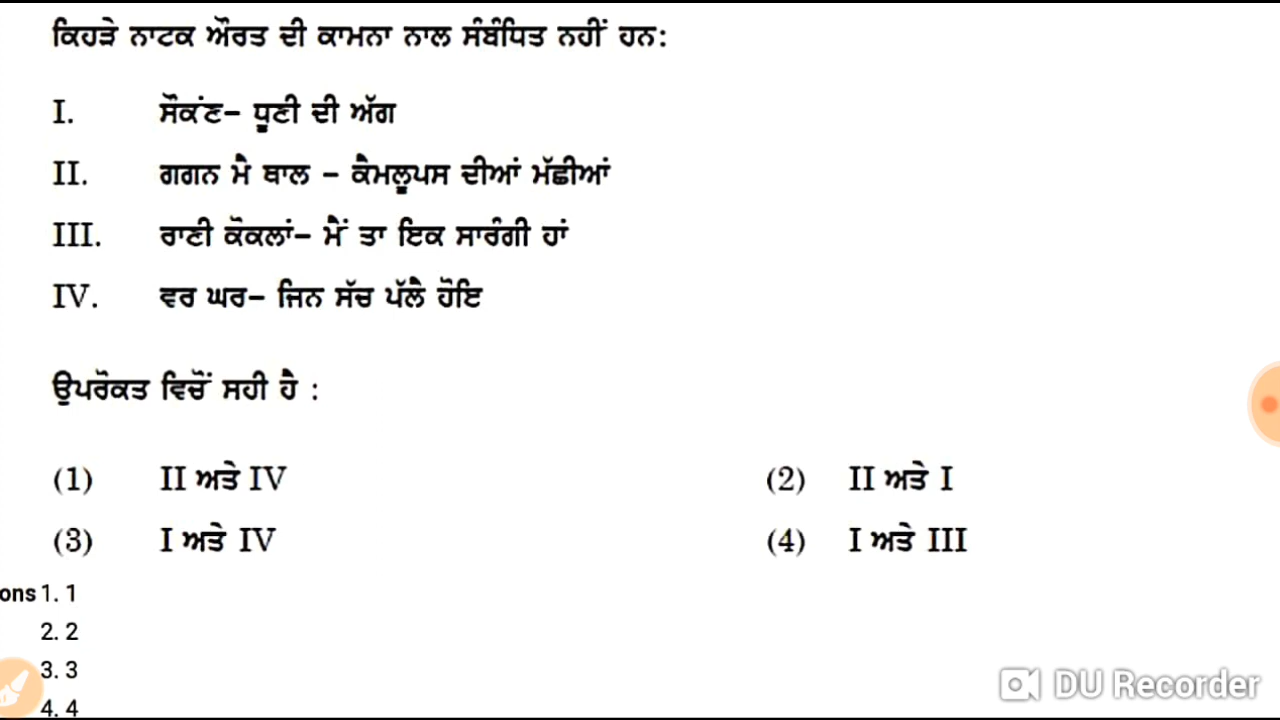 ਕਿਹੜੇ ਨਾਟਕ ਔਰਤ ਦੀ ਕਾਮਨਾ ਨਾਲ ਸੰਬੰਧਿਤ ਨਹੀਂ ਹਨ:
I. ਸੌਕਣ– ਧੂਣੀ ਦੀ ਅੱਗ
II. ਗਗਨ ਮੈ ਥਾਲ – ਕੈਮਲੂਪਸ ਦੀਆਂ ਮੱਛੀਆਂ
III. ਰਾਣੀ ਕੋਕਲਾਂ– ਮੈਂ ਤਾ ਇਕ ਸਾਰੰਗੀ ਹਾਂ
IV. ਵਰ ਘਰ– ਜਿਨ ਸੱਚ ਪੱਲੈ ਹੋਇ
ਉਪਰੋਕਤ ਵਿਚੋਂ ਸਹੀ ਹੈ :
(1) II ਅਤੇ IV (2) II ਅਤੇ I
(3) I ਅਤੇ IV (4) I ਅਤੇ III
ons 1. 1
2. 2
3. 3
4. 4
DU Recorder